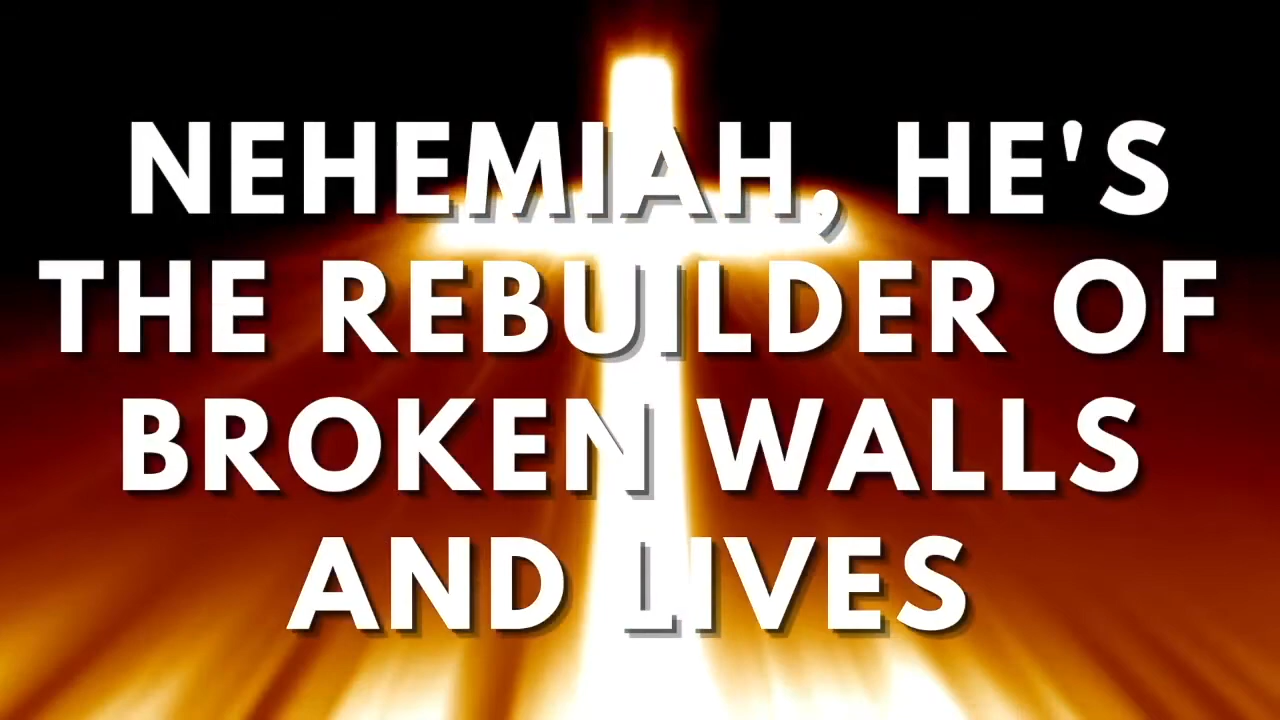 NEHEMIAH, HE'S
THE REBUILDER OF
BROKEN WALLS
AND LIVES